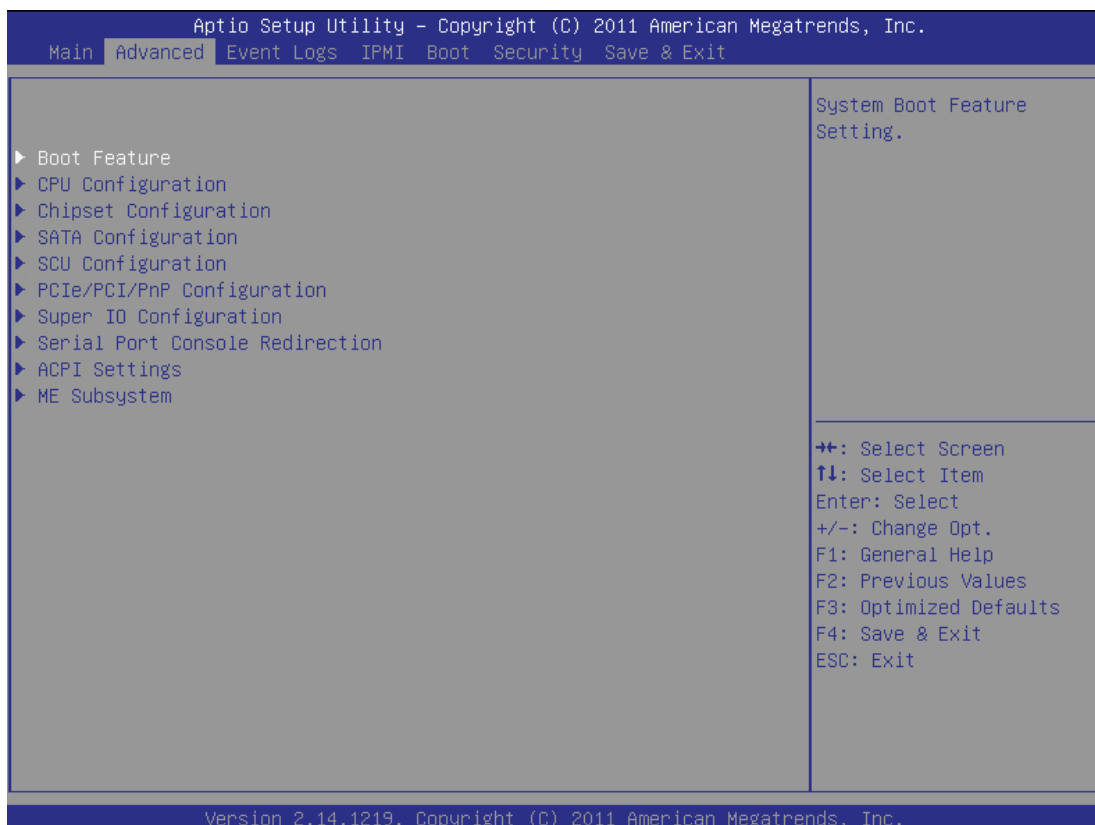 Aptio Setup Utility – Copyright (C) 2011 American Megatrends, Inc.
Main Advanced Event Logs IPMI Boot Security Save & Exit
System Boot Feature
Setting.
▶ Boot Feature
▶ CPU Configuration
▶ Chipset Configuration
▶ SATA Configuration
▶ SCU Configuration
▶ PCIe/PCI/PnP Configuration
▶ Super IO Configuration
▶ Serial Port Console Redirection
▶ ACPI Settings
▶ ME Subsystem
→←: Select Screen
↑↓: Select Item
Enter: Select
+/-: Change Opt.
F1: General Help
F2: Previous Values
F3: Optimized Defaults
F4: Save & Exit
ESC: Exit
Version 2.14.1219. Copyright (C) 2011 American Megatrends, Inc.